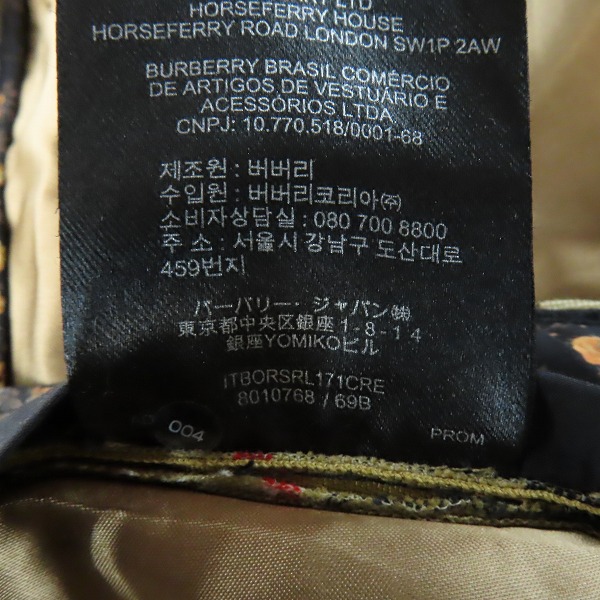 LTD
HORSEFERRY HOUSE
HORSEFERRY ROAD LONDON SW1P 2AW
BURBERRY BRASIL COMÉRCIO
DE ARTIGOS DE VESTUÁRIO E
ACESSÓRIOS LTDA
CNPJ: 10.770.518/0001-68
제조원 : 버버리
수입원 : 버버리코리아㈜
소비자상담실 : 080 700 8800
주 소 : 서울시 강남구 도산대로
459번지
バーバリー・ジャパン㈱
東京都中央区銀座1-8-14
銀座YOMIKOビル
ITBORSRL171CRE
8010768 / 69B
NO 004
PROM